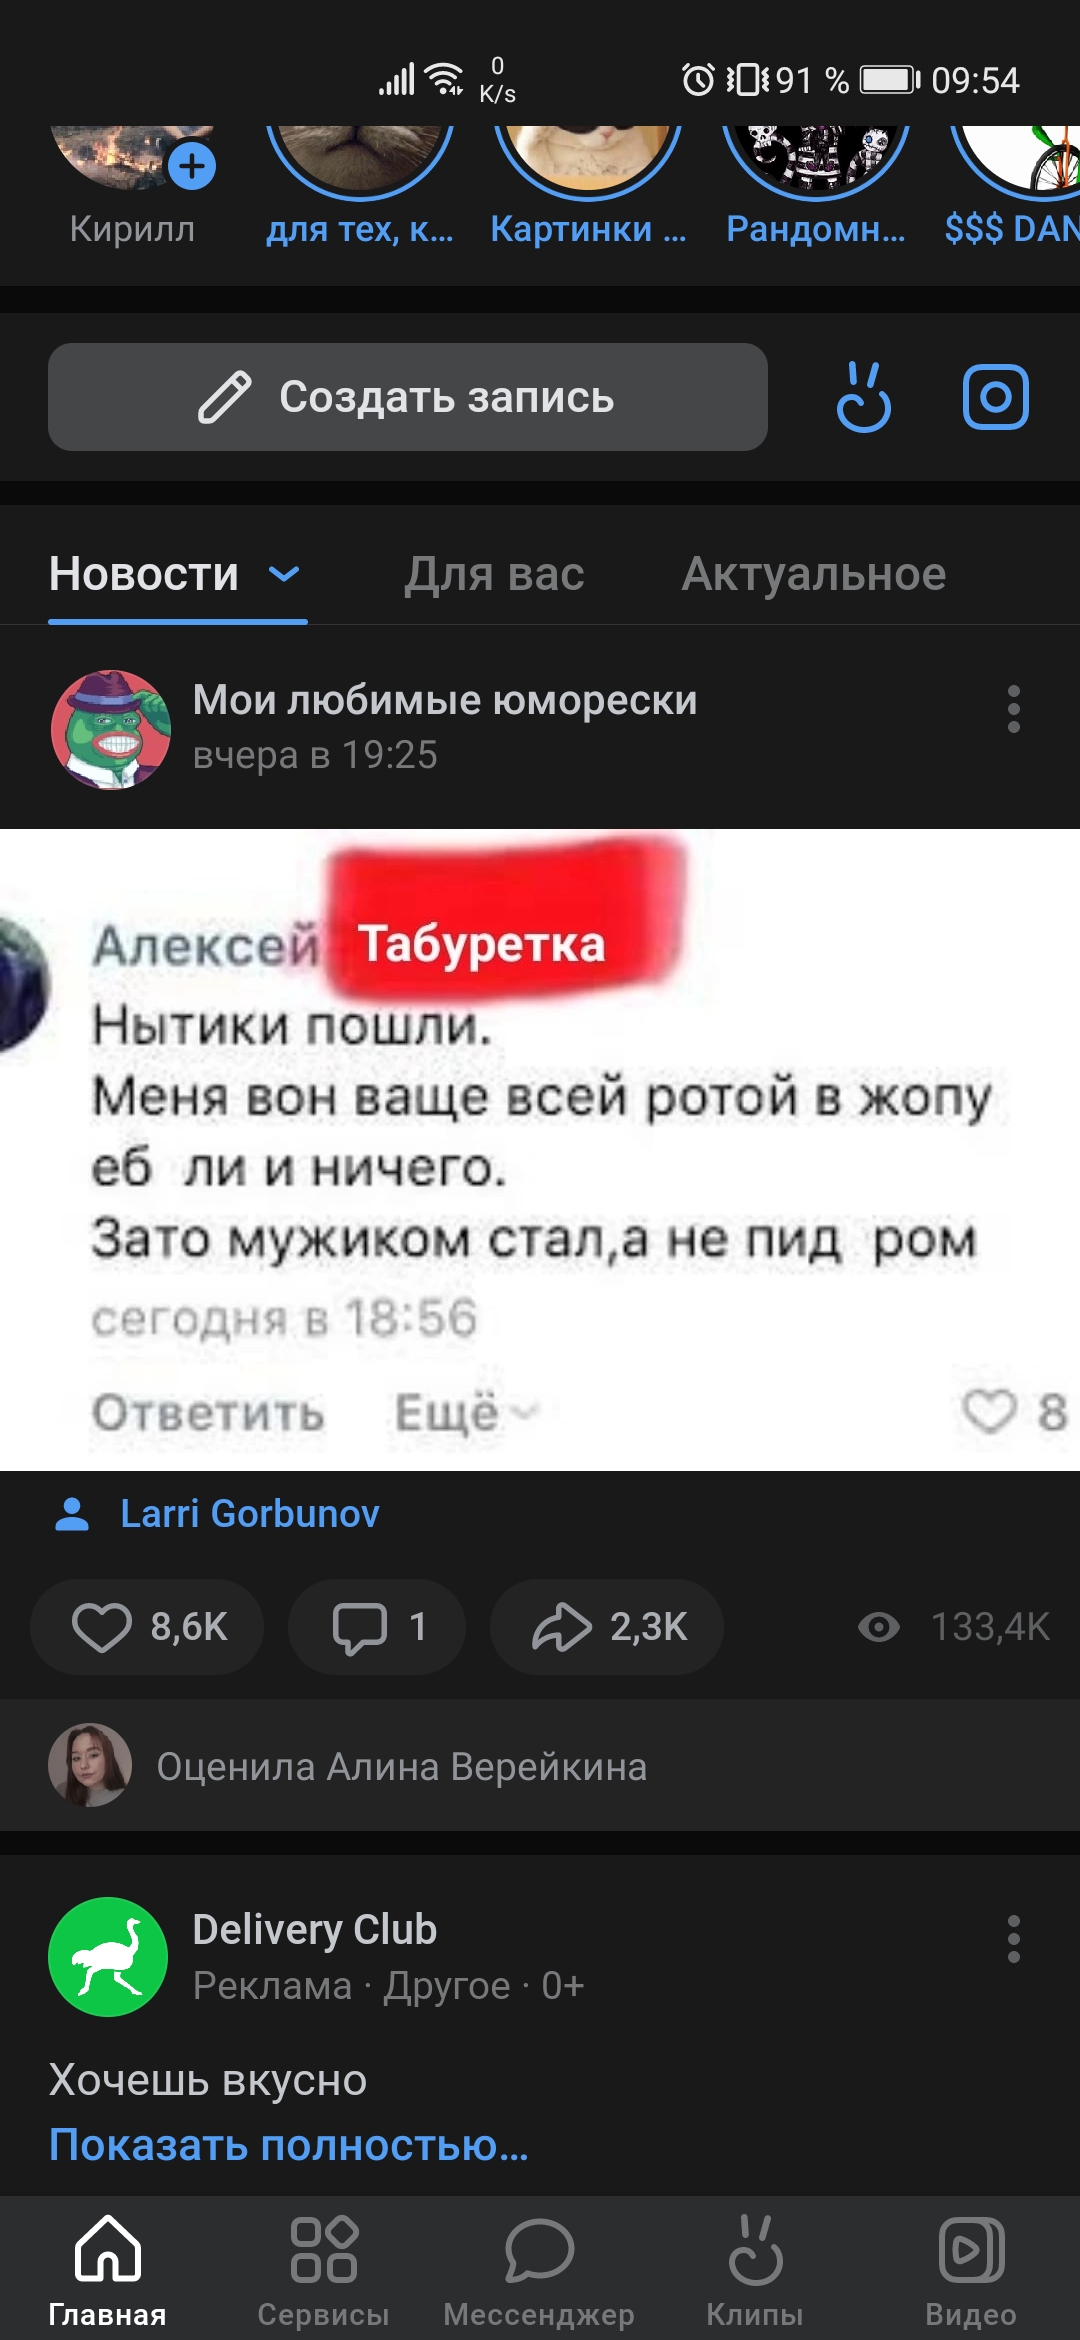 0
K/s
91 %
09:54
Кирилл
для тех, к...
Картинки ...
Рандомн...
$$$ DAN
Создать запись
Новости
Для вас
Актуальное
Мои любимые юморески
вчера в 19:25
Алексей Табуретка
Нытики пошли.
Меня вон ваще всей ротой в жопу
еб ли и ничего.
Зато мужиком стал,а не пид ром
сегодня в 18:56
Ответить Ещё 8
Larri Gorbunov
8,6K 1 2,3K 133,4K
Оценила Алина Верейкина
Delivery Club
Реклама · Другое · 0+
Хочешь вкусно
Показать полностью...
Главная Сервисы Мессенджер Клипы Видео